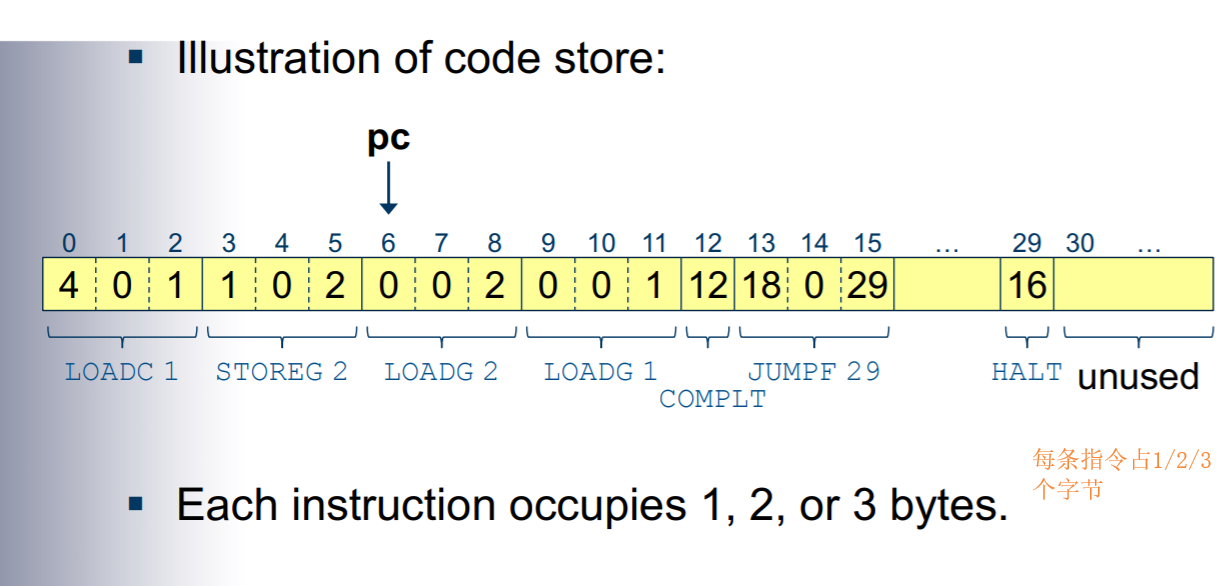 ▪ Illustration of code store:
pc
0 1 2 3 4 5 6 7 8 9 10 11 12 13 14 15 … 29 30 …
4 0 1 1 0 2 0 0 2 0 0 1 12 18 0 29 16
LOADC 1 STOREG 2 LOADG 2 LOADG 1 JUMPF 29 HALT unused
COMPLT
每条指令占1/2/3
个字节
▪ Each instruction occupies 1, 2, or 3 bytes.